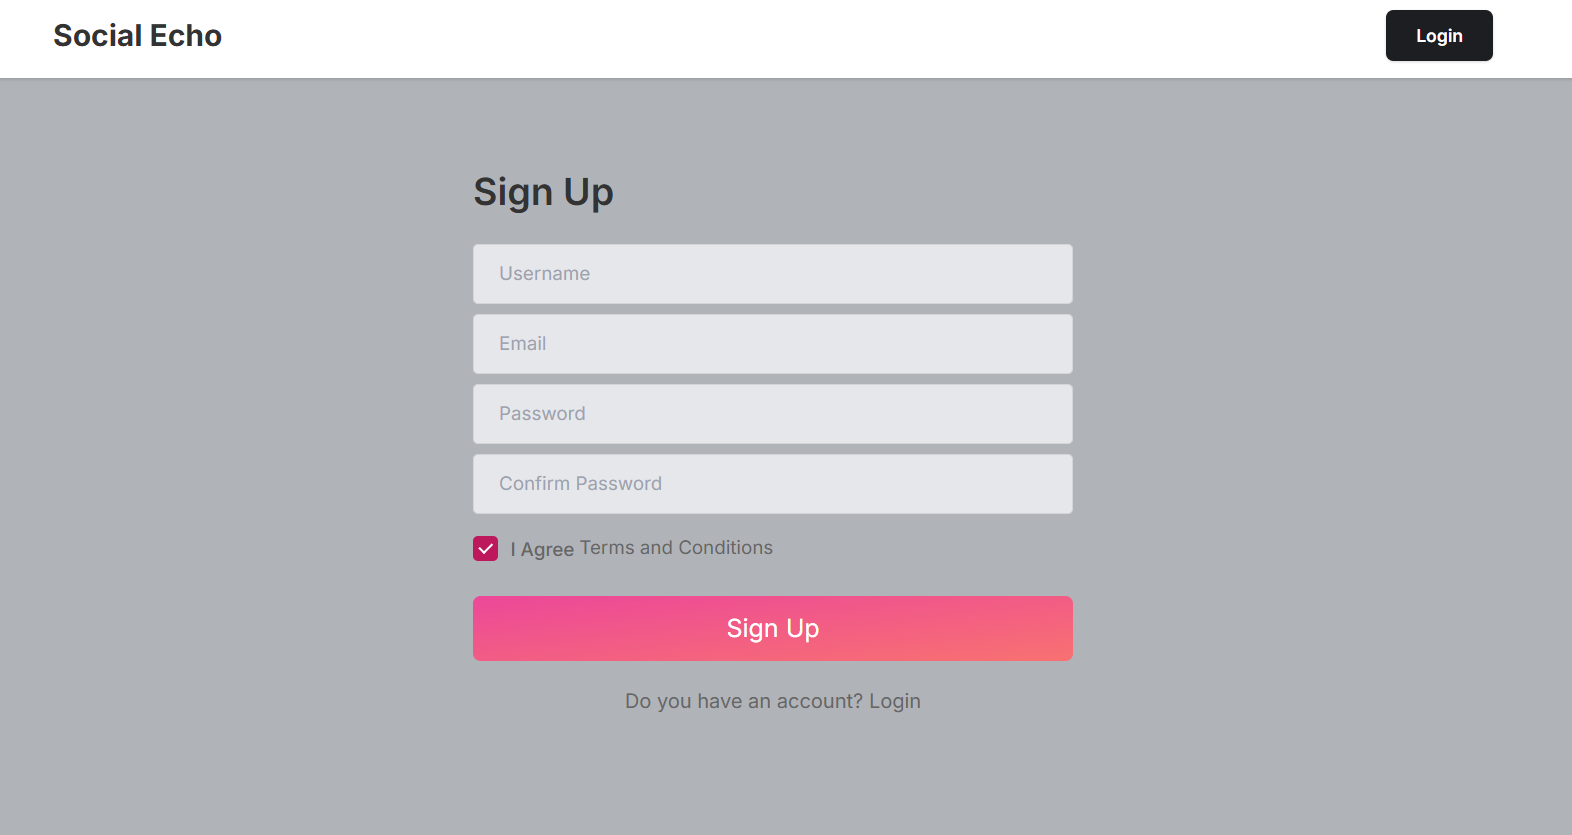 Social Echo
Login
Sign Up
Username
Email
Password
Confirm Password
I Agree Terms and Conditions
Sign Up
Do you have an account? Login